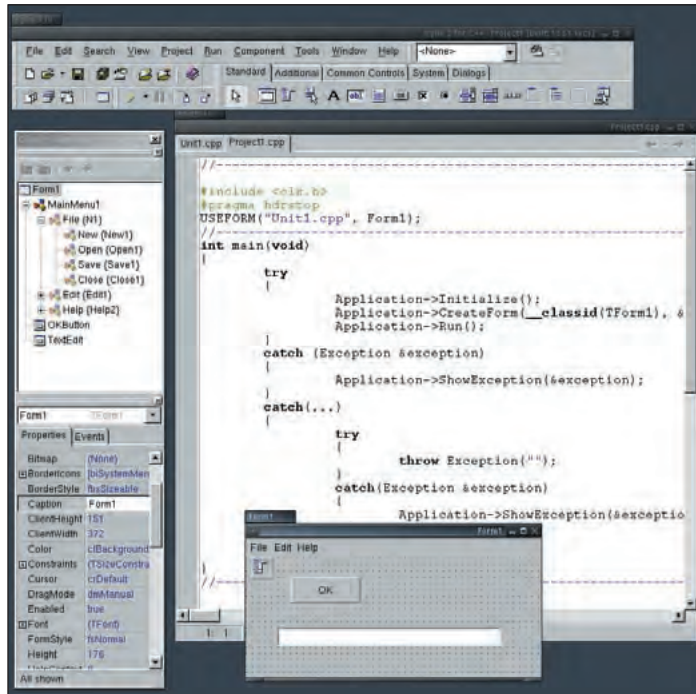 File Edit Search View Project Run Component Tools Window Help <None>
Standard Additional Common Controls System Dialogs
Form1
MainMenu1
File {N1}
New {New1}
Open {Open1}
Save {Save1}
Close {Close1}
Edit {Edit1}
Help {Help2}
OKButton
TextEdit
Form1 TForm1
Properties Events
Bitmap (None)
BorderIcons [biSystemMen
BorderStyle fbsSizeable
Caption Form1
ClientHeight 151
ClientWidth 372
Color clBackground
Constraints (TSizeConstra
Cursor crDefault
DragMode dmManual
Enabled true
Font (TFont)
FormStyle fsNormal
Height 176
All shown
Project1.cpp
Unit1.cpp Project1.cpp
//
#include <clx.h>
#pragma hdrstop
USEFORM("Unit1.cpp", Form1);
//
int main(void)
{
try
{
Application->Initialize();
Application->CreateForm(__classid(TForm1), &
Application->Run();
}
catch (Exception &exception)
{
Application->ShowException(&exception);
}
catch(...)
{
try
{
throw Exception("");
}
catch(Exception &exception)
{
Application->ShowException(&exceptio
}
//
1: 1
Form1
Form1
File Edit Help
OK